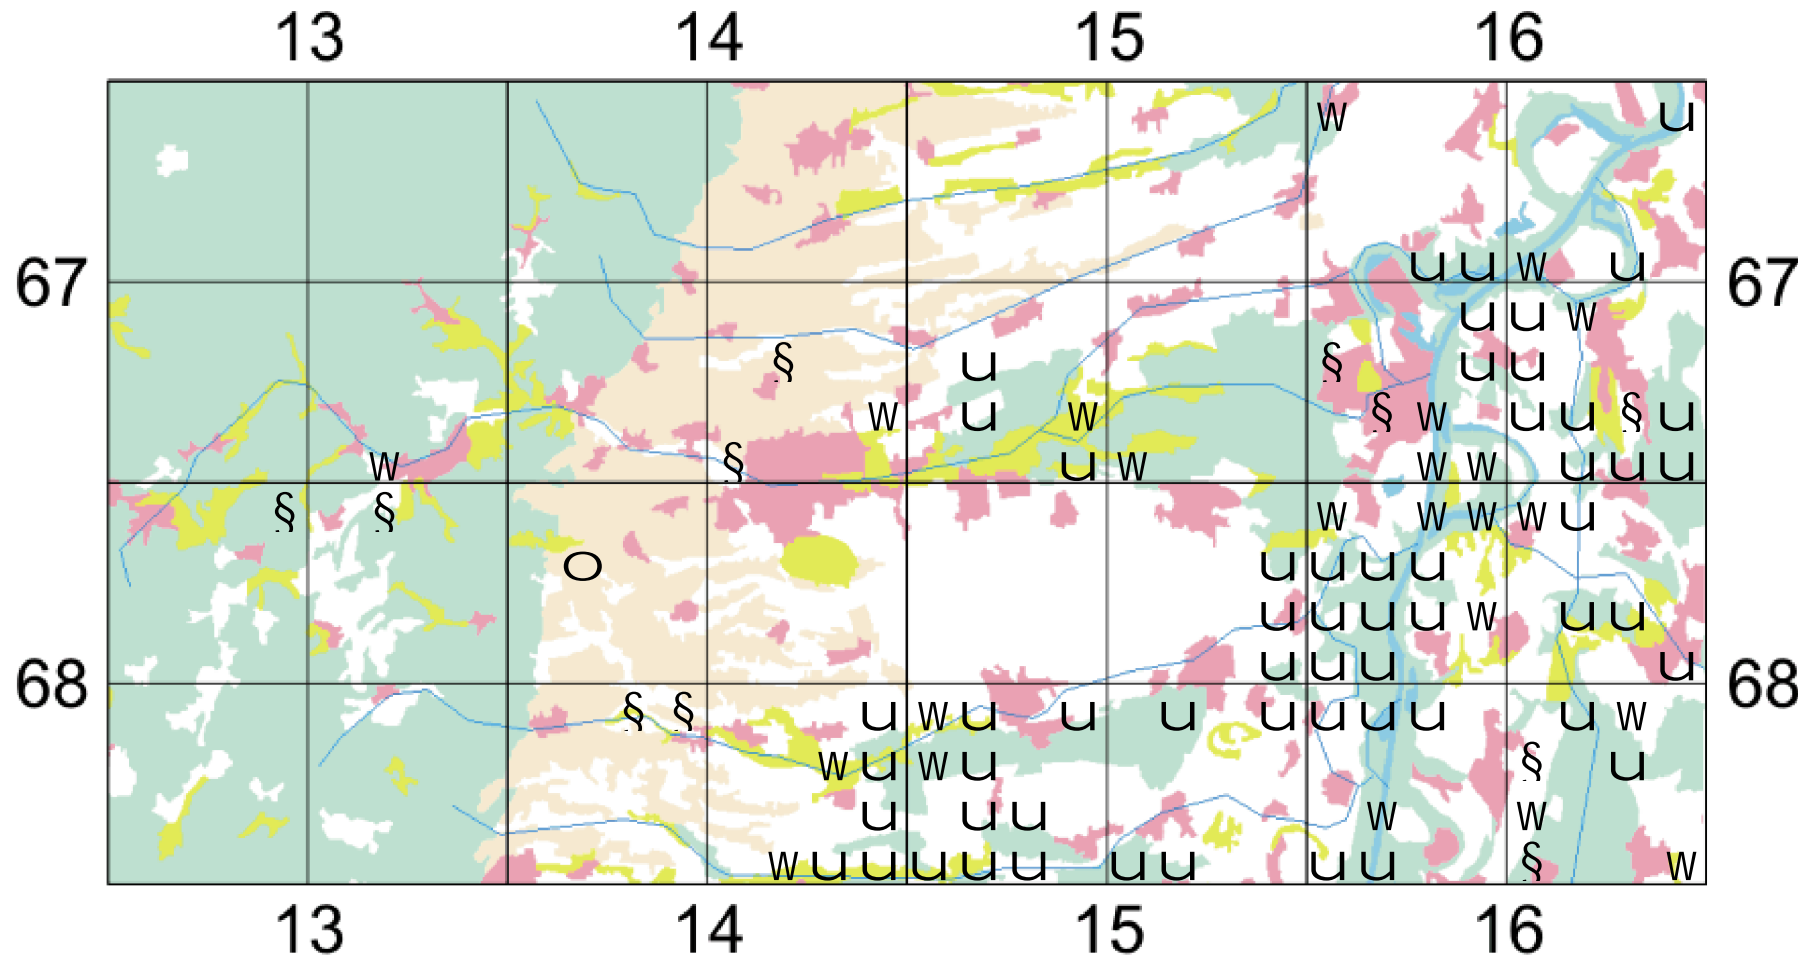 13 14 15 16
W u
67 u u W u 67
u u W
§ u § u u
W u W § W u u § u
W § u W W W u u u
§ § W W W W u
O u u u u
u u u u W u u
u u u u
68 68
§ § u W u u u u u u u u W
W u W u § u
u u u W W
W u u u u u u u u u § W
13 14 15 16